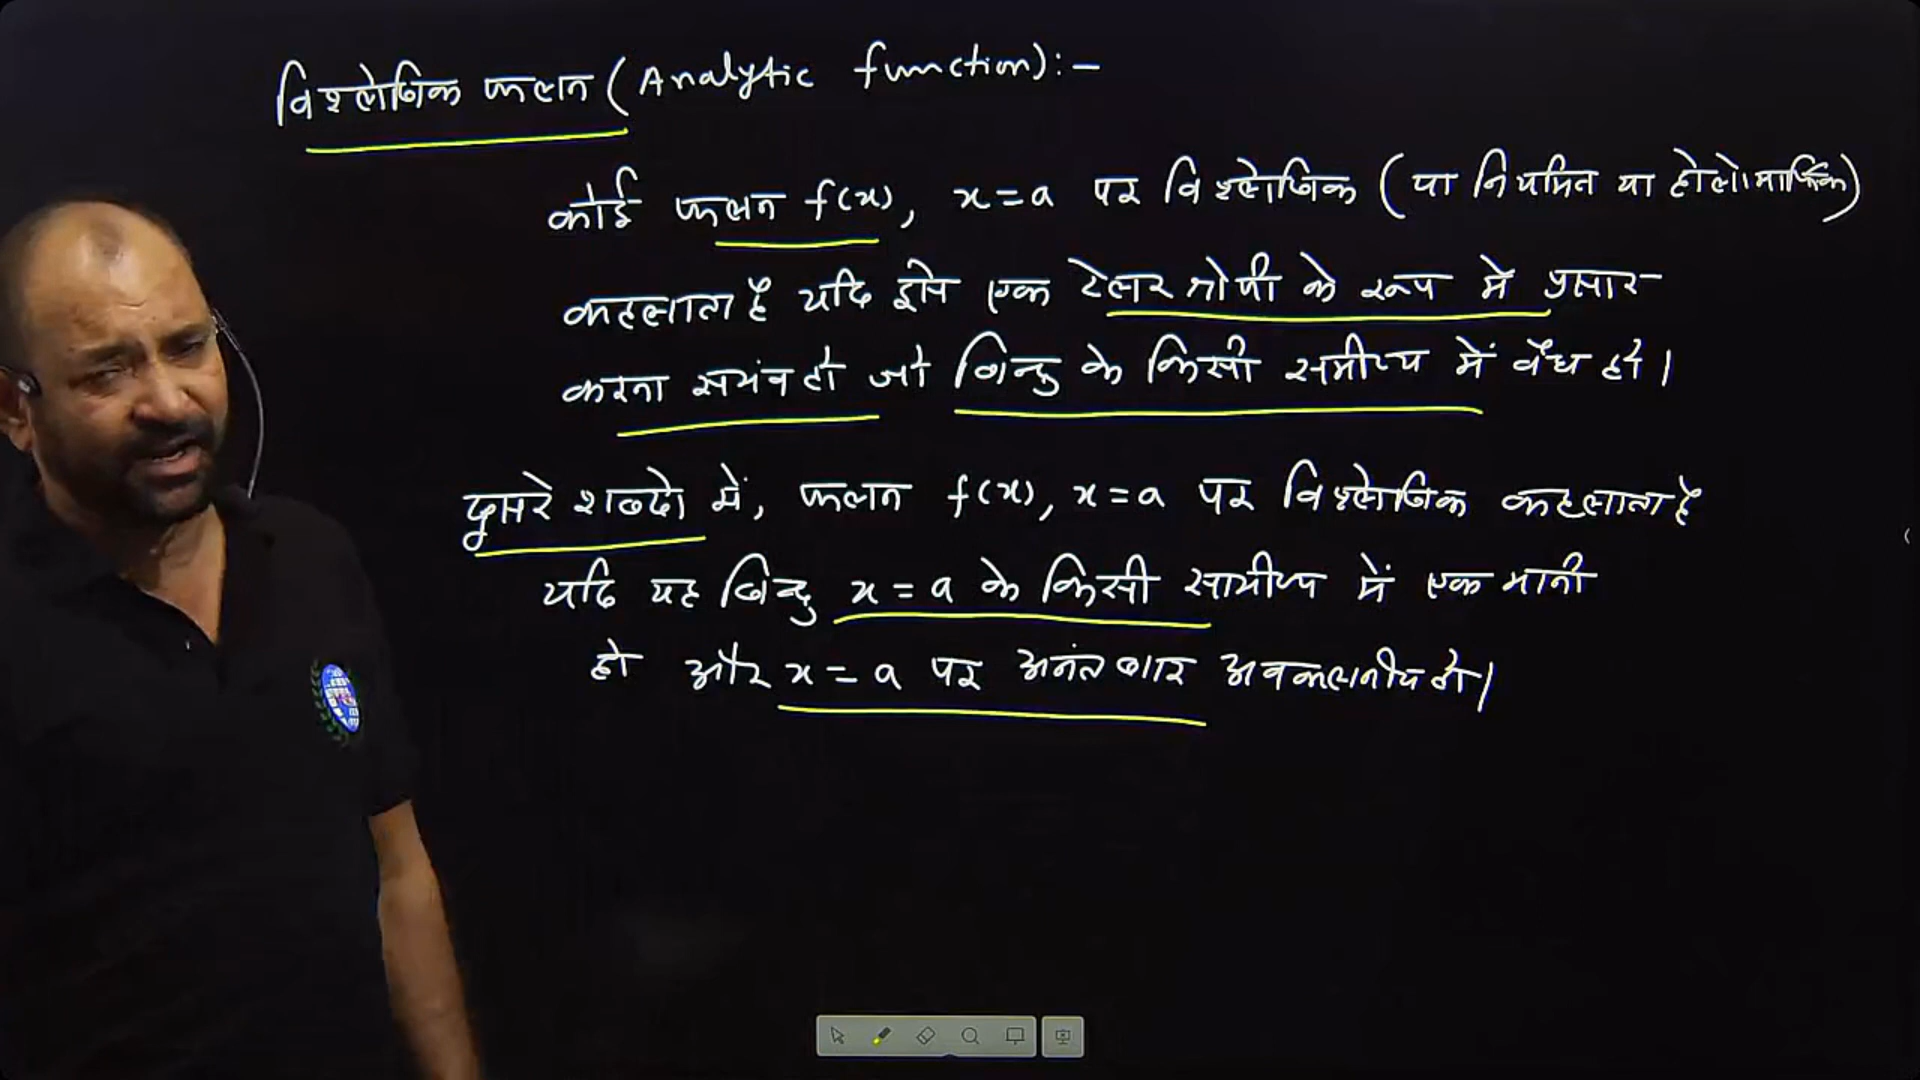 विश्लेषिक फलन (Analytic function):-
कोई फलन f(x), x=a पर विश्लेषिक (या नियमित या होलोमार्फिक)
कहलाता है यदि इसे एक टेलर श्रेणी के रूप में प्रसार
करना संभव हो जो बिन्दु के किसी समीप्य में वैध हो।
दूसरे शब्दो में, फलन f(x), x=a पर विश्लेषिक कहलाता है
यदि यह बिन्दु x=a के किसी सामीप्य में एक मानी
हो और x=a पर अनंत बार अवकलनीय हो।